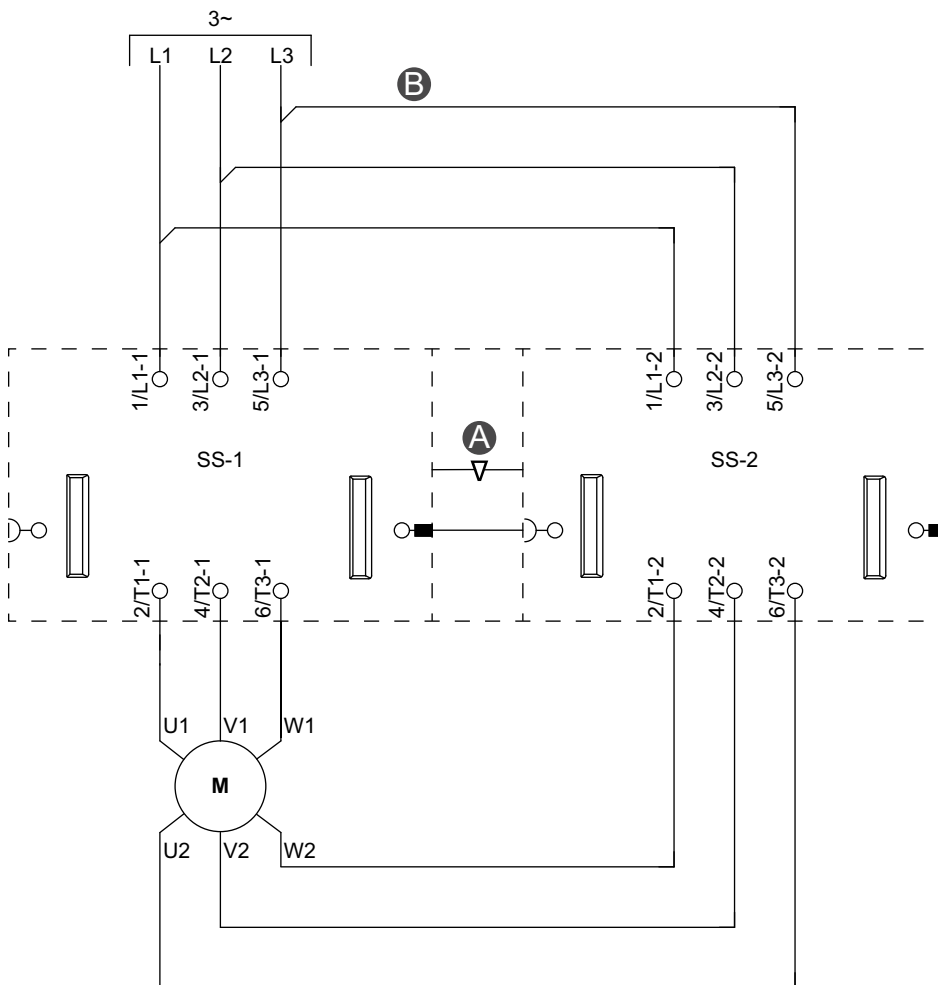 3~
L1 L2 L3
B
1/L1-1 3/L2-1 5/L3-1 1/L1-2 3/L2-2 5/L3-2
A
SS-1 SS-2
2/T1-1 4/T2-1 6/T3-1 2/T1-2 4/T2-2 6/T3-2
U1 V1 W1
M
U2 V2 W2